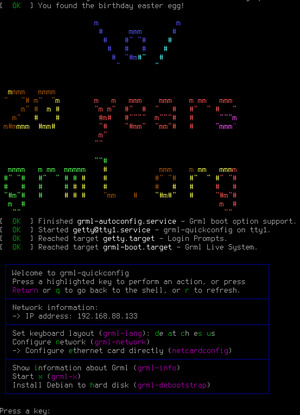 [  OK  ] You found the birthday easter egg!
\o/
20 years
grml.org
[  OK  ] Finished grml-autoconfig.service - Grml boot option support.
[  OK  ] Started getty@tty1.service - grml-quickconfig on tty1.
[  OK  ] Reached target getty.target - Login Prompts.
[  OK  ] Reached target grml-boot.target - Grml Live System.
Welcome to grml-quickconfig
Press a highlighted key to perform an action, or press
Return or q to go back to the shell, or r to refresh.
Network information:
-> IP address: 192.168.88.133
Set keyboard layout (grml-lang): de at ch es us
Configure network (grml-network)
-> Configure ethernet card directly (netcardconfig)
Show information about Grml (grml-info)
Start x (grml-x)
Install Debian to hard disk (grml-debootstrap)
Press a key: